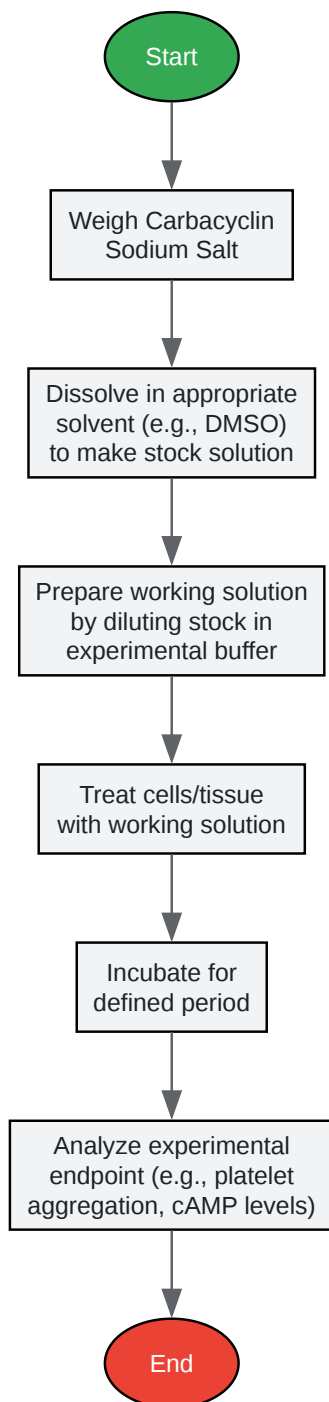 Start
Weigh Carbacyclin
Sodium Salt
Dissolve in appropriate
solvent (e.g., DMSO)
to make stock solution
Prepare working solution
by diluting stock in
experimental buffer
Treat cells/tissue
with working solution
Incubate for
defined period
Analyze experimental
endpoint (e.g., platelet
aggregation, cAMP levels)
End